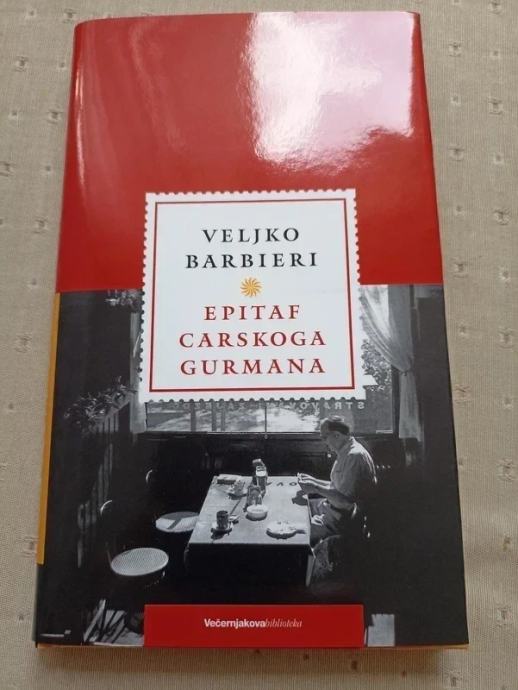 VELJKO
BARBIERI
EPITAF
CARSKOGA
GURMANA
Večernjakovabiblioteka